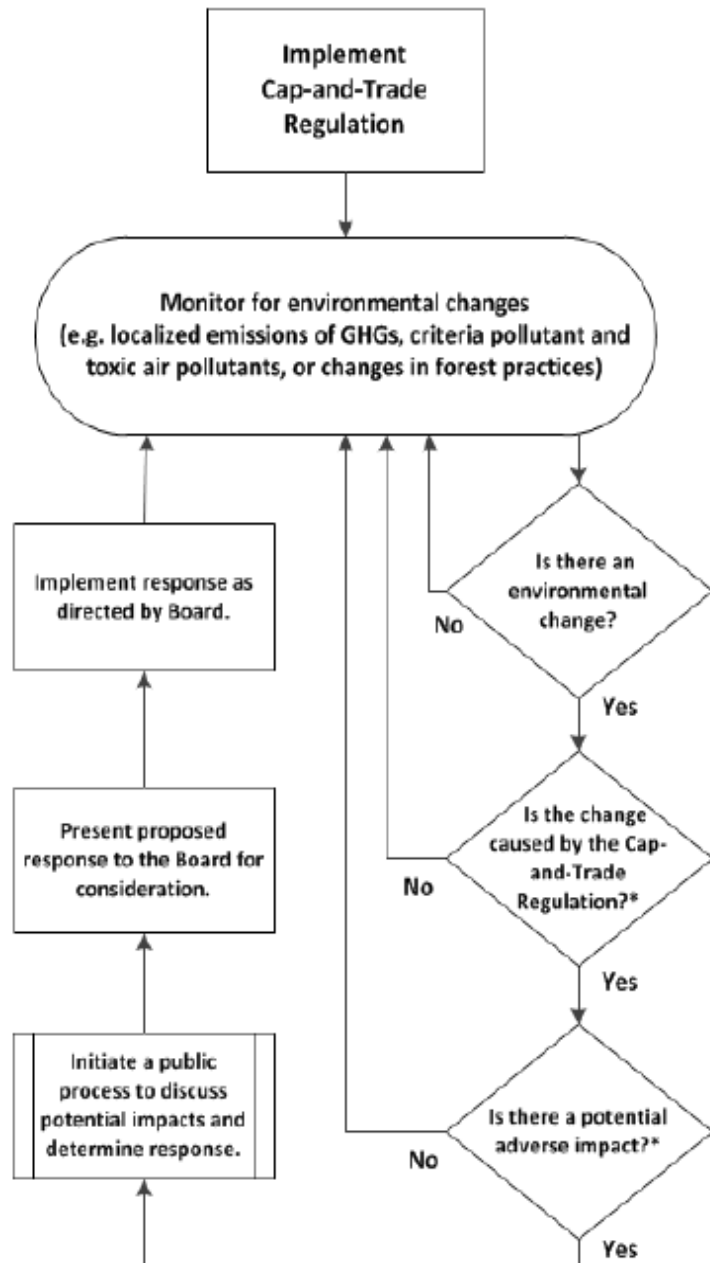 Implement
Cap-and-Trade
Regulation
Monitor for environmental changes
(e.g. localized emissions of GHGs, criteria pollutant and
toxic air pollutants, or changes in forest practices)
Is there an
environmental
change?
No
Yes
Is the change
caused by the Cap-
and-Trade
Regulation?*
No
Yes
Is there a potential
adverse impact?*
No
Yes
Initiate a public
process to discuss
potential impacts and
determine response.
Present proposed
response to the Board for
consideration.
Implement response as
directed by Board.